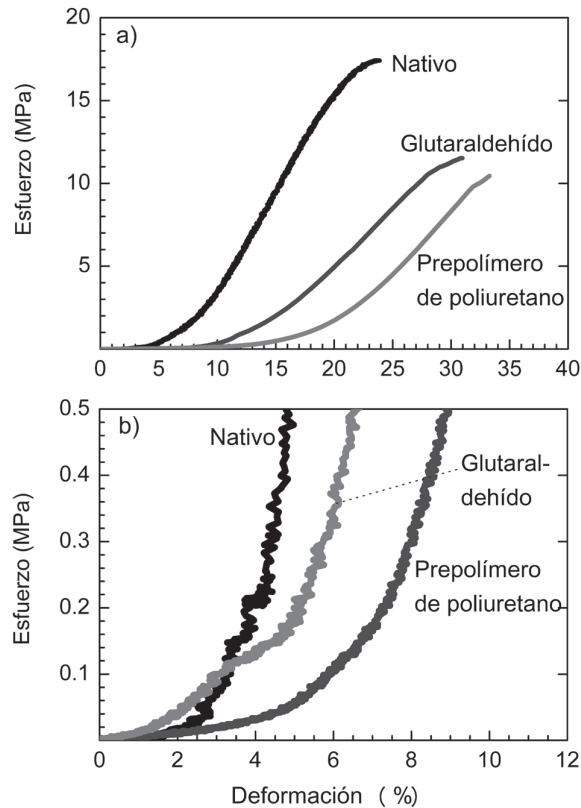 a)
Esfuerzo (MPa)
20
15
10
5
Nativo
Glutaraldehído
Prepolímero
de poliuretano
0 5 10 15 20 25 30 35 40
b)
Esfuerzo (MPa)
0.5
0.4
0.3
0.2
0.1
Nativo
Glutaral-
dehído
Prepolímero
de poliuretano
0 2 4 6 8 10 12
Deformación ( %)